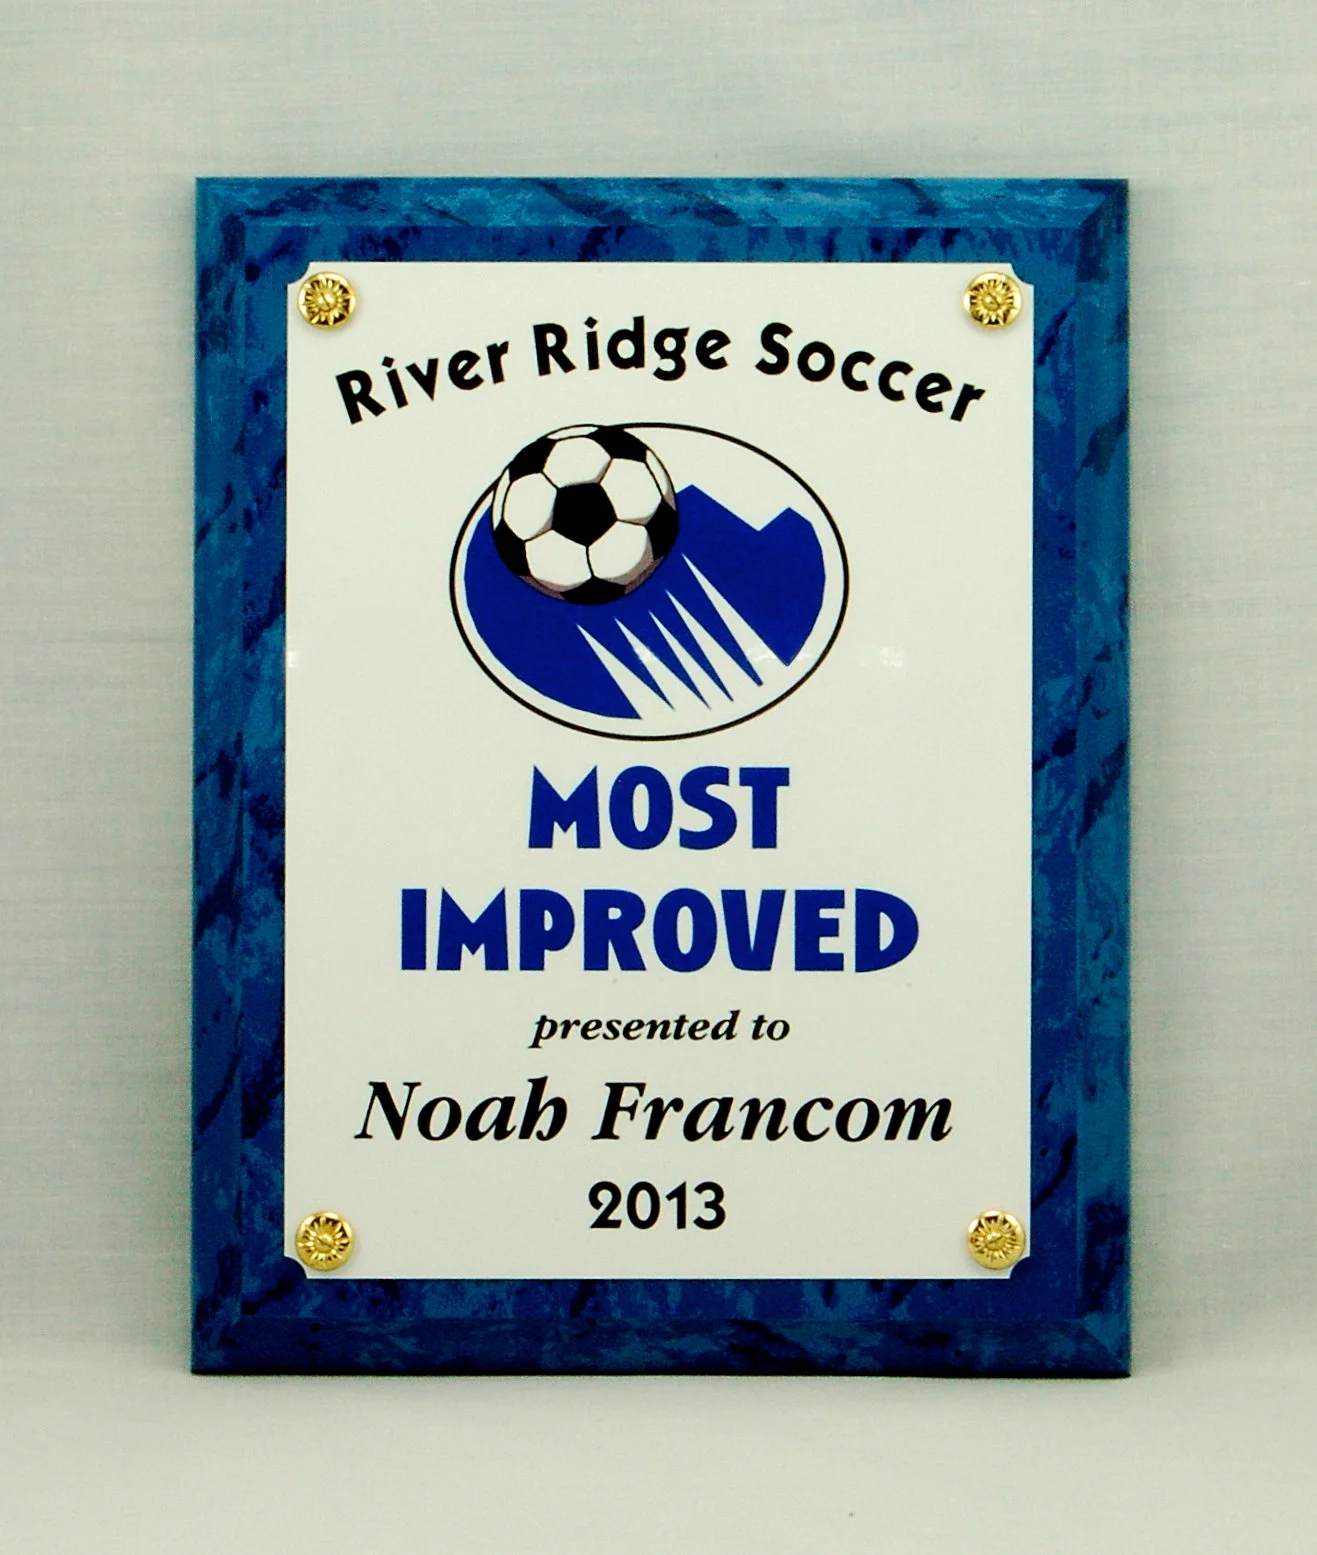 River Ridge Soccer
MOST
IMPROVED
presented to
Noah Francom
2013